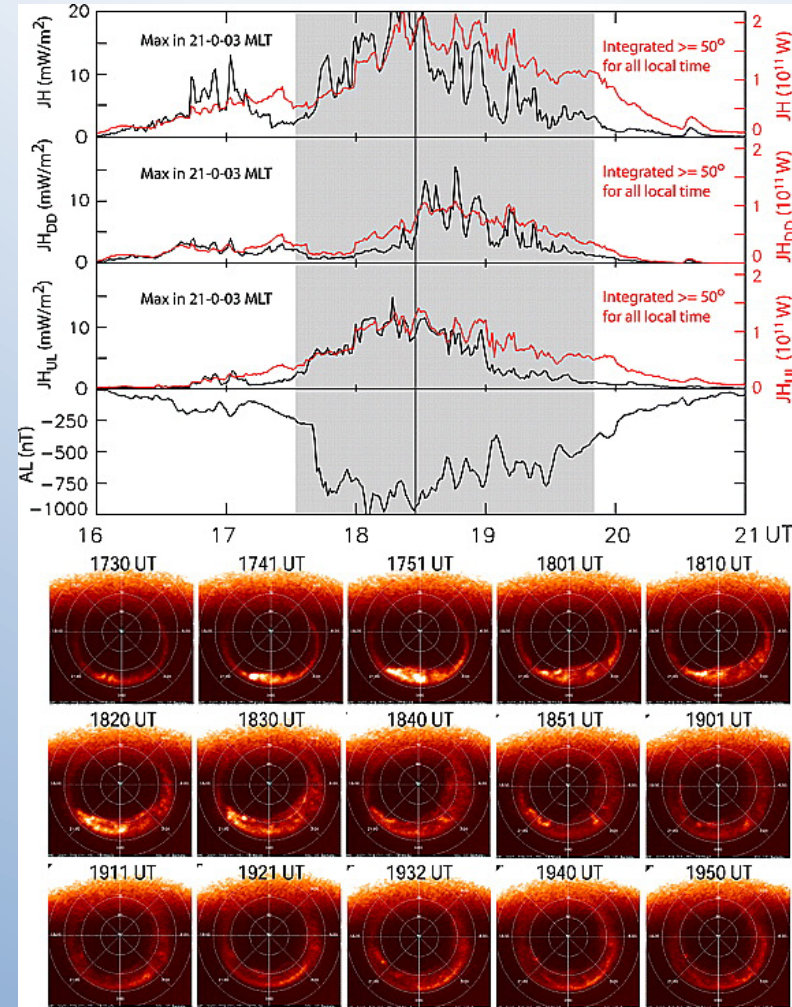 JH (mW/m²)
20
10
0
Max in 21-0-03 MLT
Integrated >= 50°
for all local time
2
1
0
JH (10¹¹ W)
JH_DD (mW/m²)
10
0
Max in 21-0-03 MLT
Integrated >= 50°
for all local time
2
1
0
JH_DD (10¹¹ W)
JH_UL (mW/m²)
10
0
Max in 21-0-03 MLT
Integrated >= 50°
for all local time
2
1
0
JH_UL (10¹¹ W)
AL (nT)
-250
-500
-750
-1000
16 17 18 19 20 21 UT
1730 UT 1741 UT 1751 UT 1801 UT 1810 UT
1820 UT 1830 UT 1840 UT 1851 UT 1901 UT
1911 UT 1921 UT 1932 UT 1940 UT 1950 UT